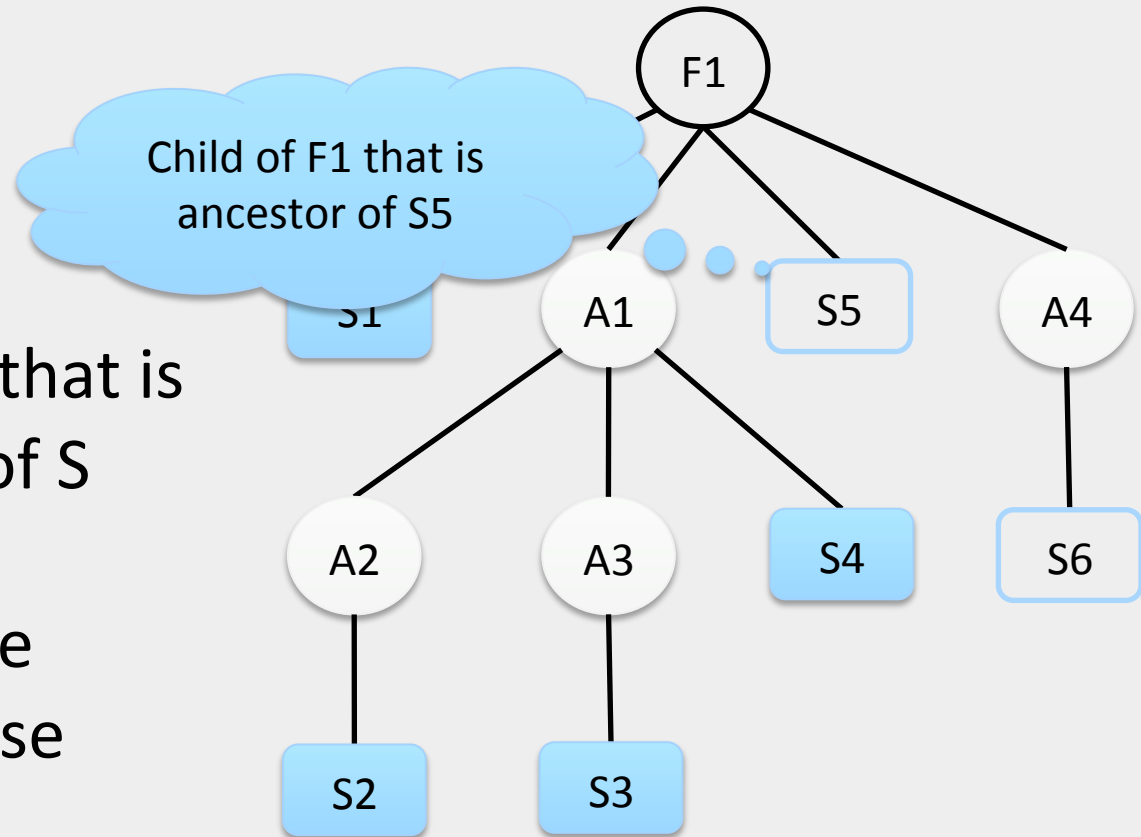 F1
Child of F1 that is
ancestor of S5
S1
A1
S5
A4
that is
of S
A2
A3
S4
S6
e
se
S2
S3